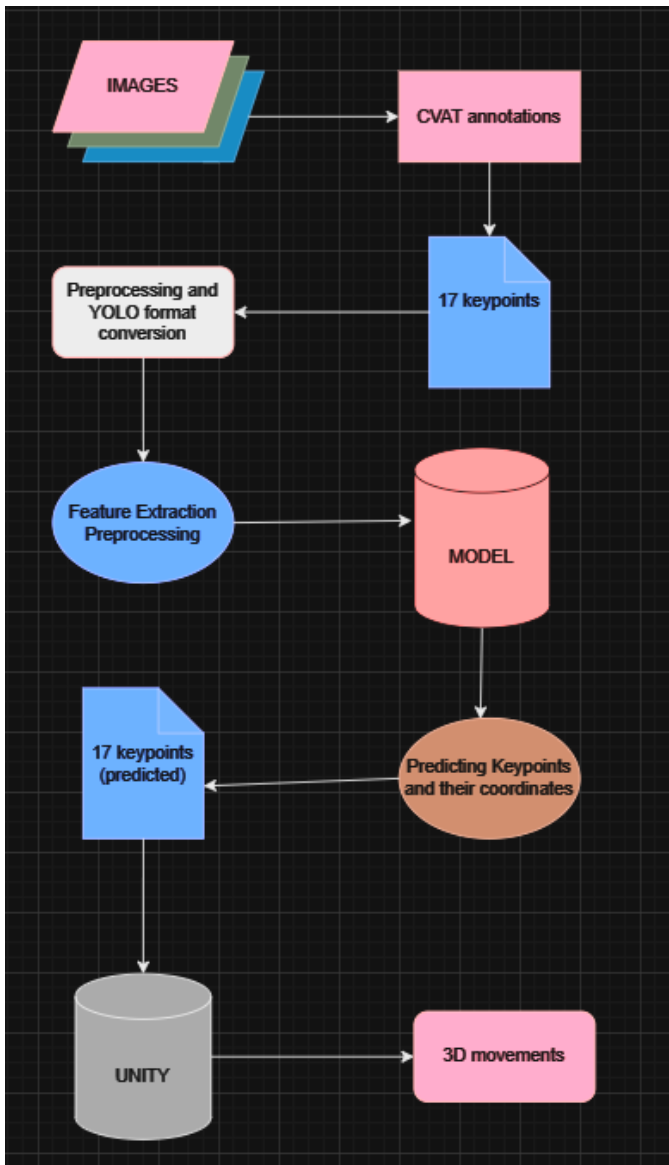 IMAGES
CVAT annotations
17 keypoints
Preprocessing and
YOLO format
conversion
Feature Extraction
Preprocessing
MODEL
Predicting Keypoints
and their coordinates
17 keypoints
(predicted)
UNITY
3D movements